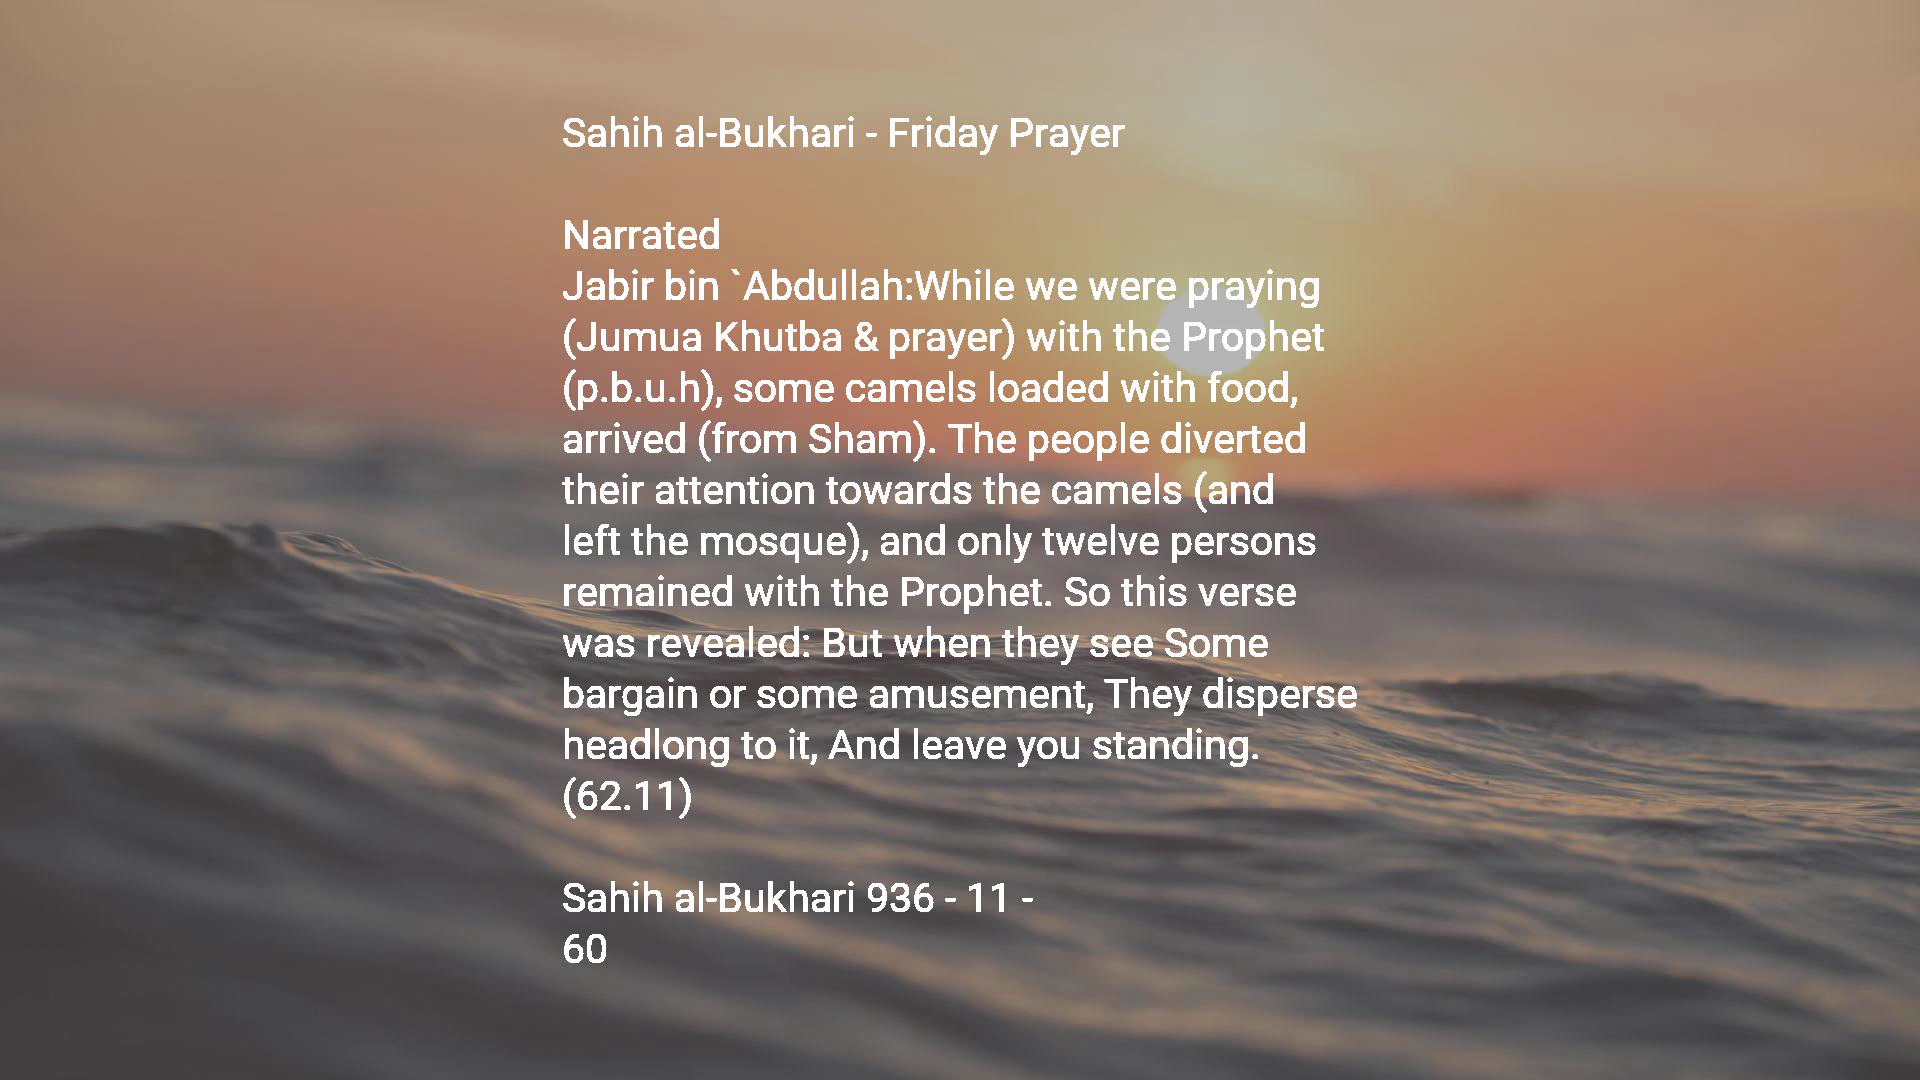 Sahih al-Bukhari - Friday Prayer
Narrated
Jabir bin `Abdullah:While we were praying
(Jumua Khutba & prayer) with the Prophet
(p.b.u.h), some camels loaded with food,
arrived (from Sham). The people diverted
their attention towards the camels (and
left the mosque), and only twelve persons
remained with the Prophet. So this verse
was revealed: But when they see Some
bargain or some amusement, They disperse
headlong to it, And leave you standing.
(62.11)
Sahih al-Bukhari 936 - 11 -
60